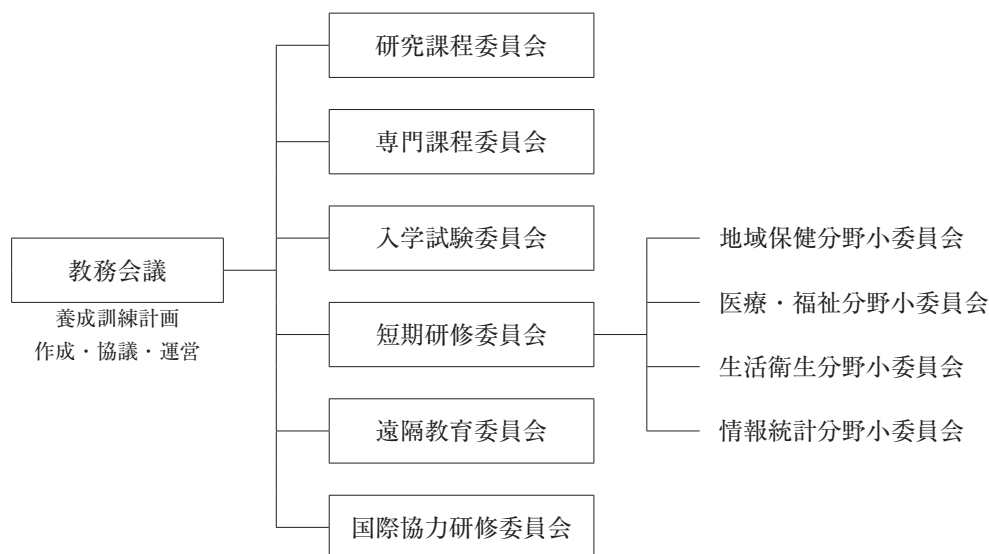 教務会議
養成訓練計画
作成・協議・運営
研究課程委員会
専門課程委員会
入学試験委員会
短期研修委員会
遠隔教育委員会
国際協力研修委員会
地域保健分野小委員会
医療・福祉分野小委員会
生活衛生分野小委員会
情報統計分野小委員会